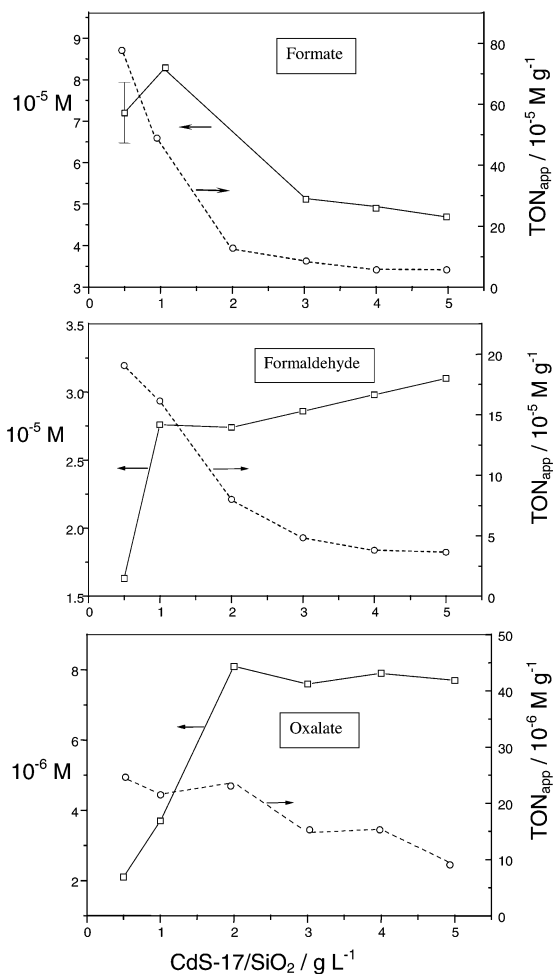 Formate
10⁻⁵ M
9
8
7
6
5
4
3
80
60
40
20
0
TONapp / 10⁻⁵ M g⁻¹
0 1 2 3 4 5
Formaldehyde
10⁻⁵ M
3.5
3.0
2.5
2.0
1.5
20
15
10
5
0
TONapp / 10⁻⁵ M g⁻¹
0 1 2 3 4 5
Oxalate
10⁻⁶ M
8
6
4
2
50
40
30
20
10
0
TONapp / 10⁻⁶ M g⁻¹
0 1 2 3 4 5
CdS-17/SiO₂ / g L⁻¹